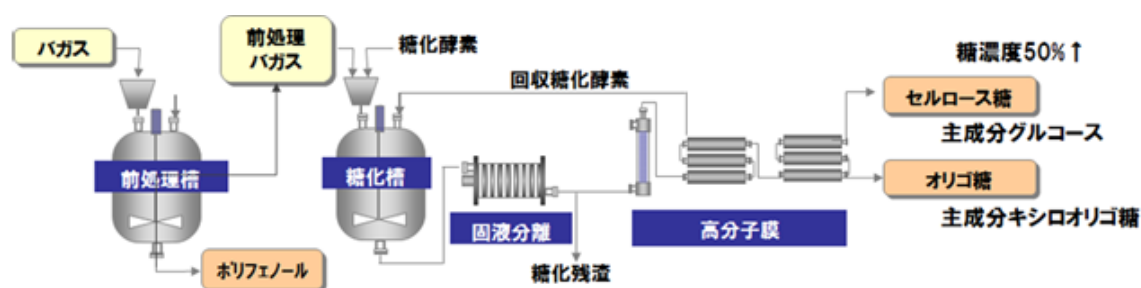 バガス
前処理
バガス
糖化酵素
糖濃度50%↑
回収糖化酵素
セルロース糖
主成分グルコース
前処理槽
糖化槽
オリゴ糖
固液分離
高分子膜
主成分キシロオリゴ糖
ポリフェノール
糖化残渣